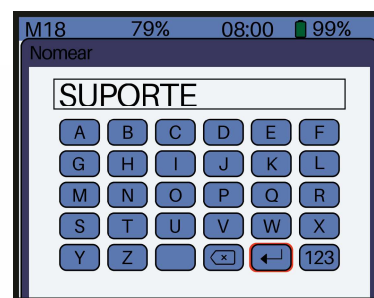 M18 79% 08:00 99%
Nomear
SUPORTE
A B C D E F
G H I J K L
M N O P Q R
S T U V W X
Y Z 123